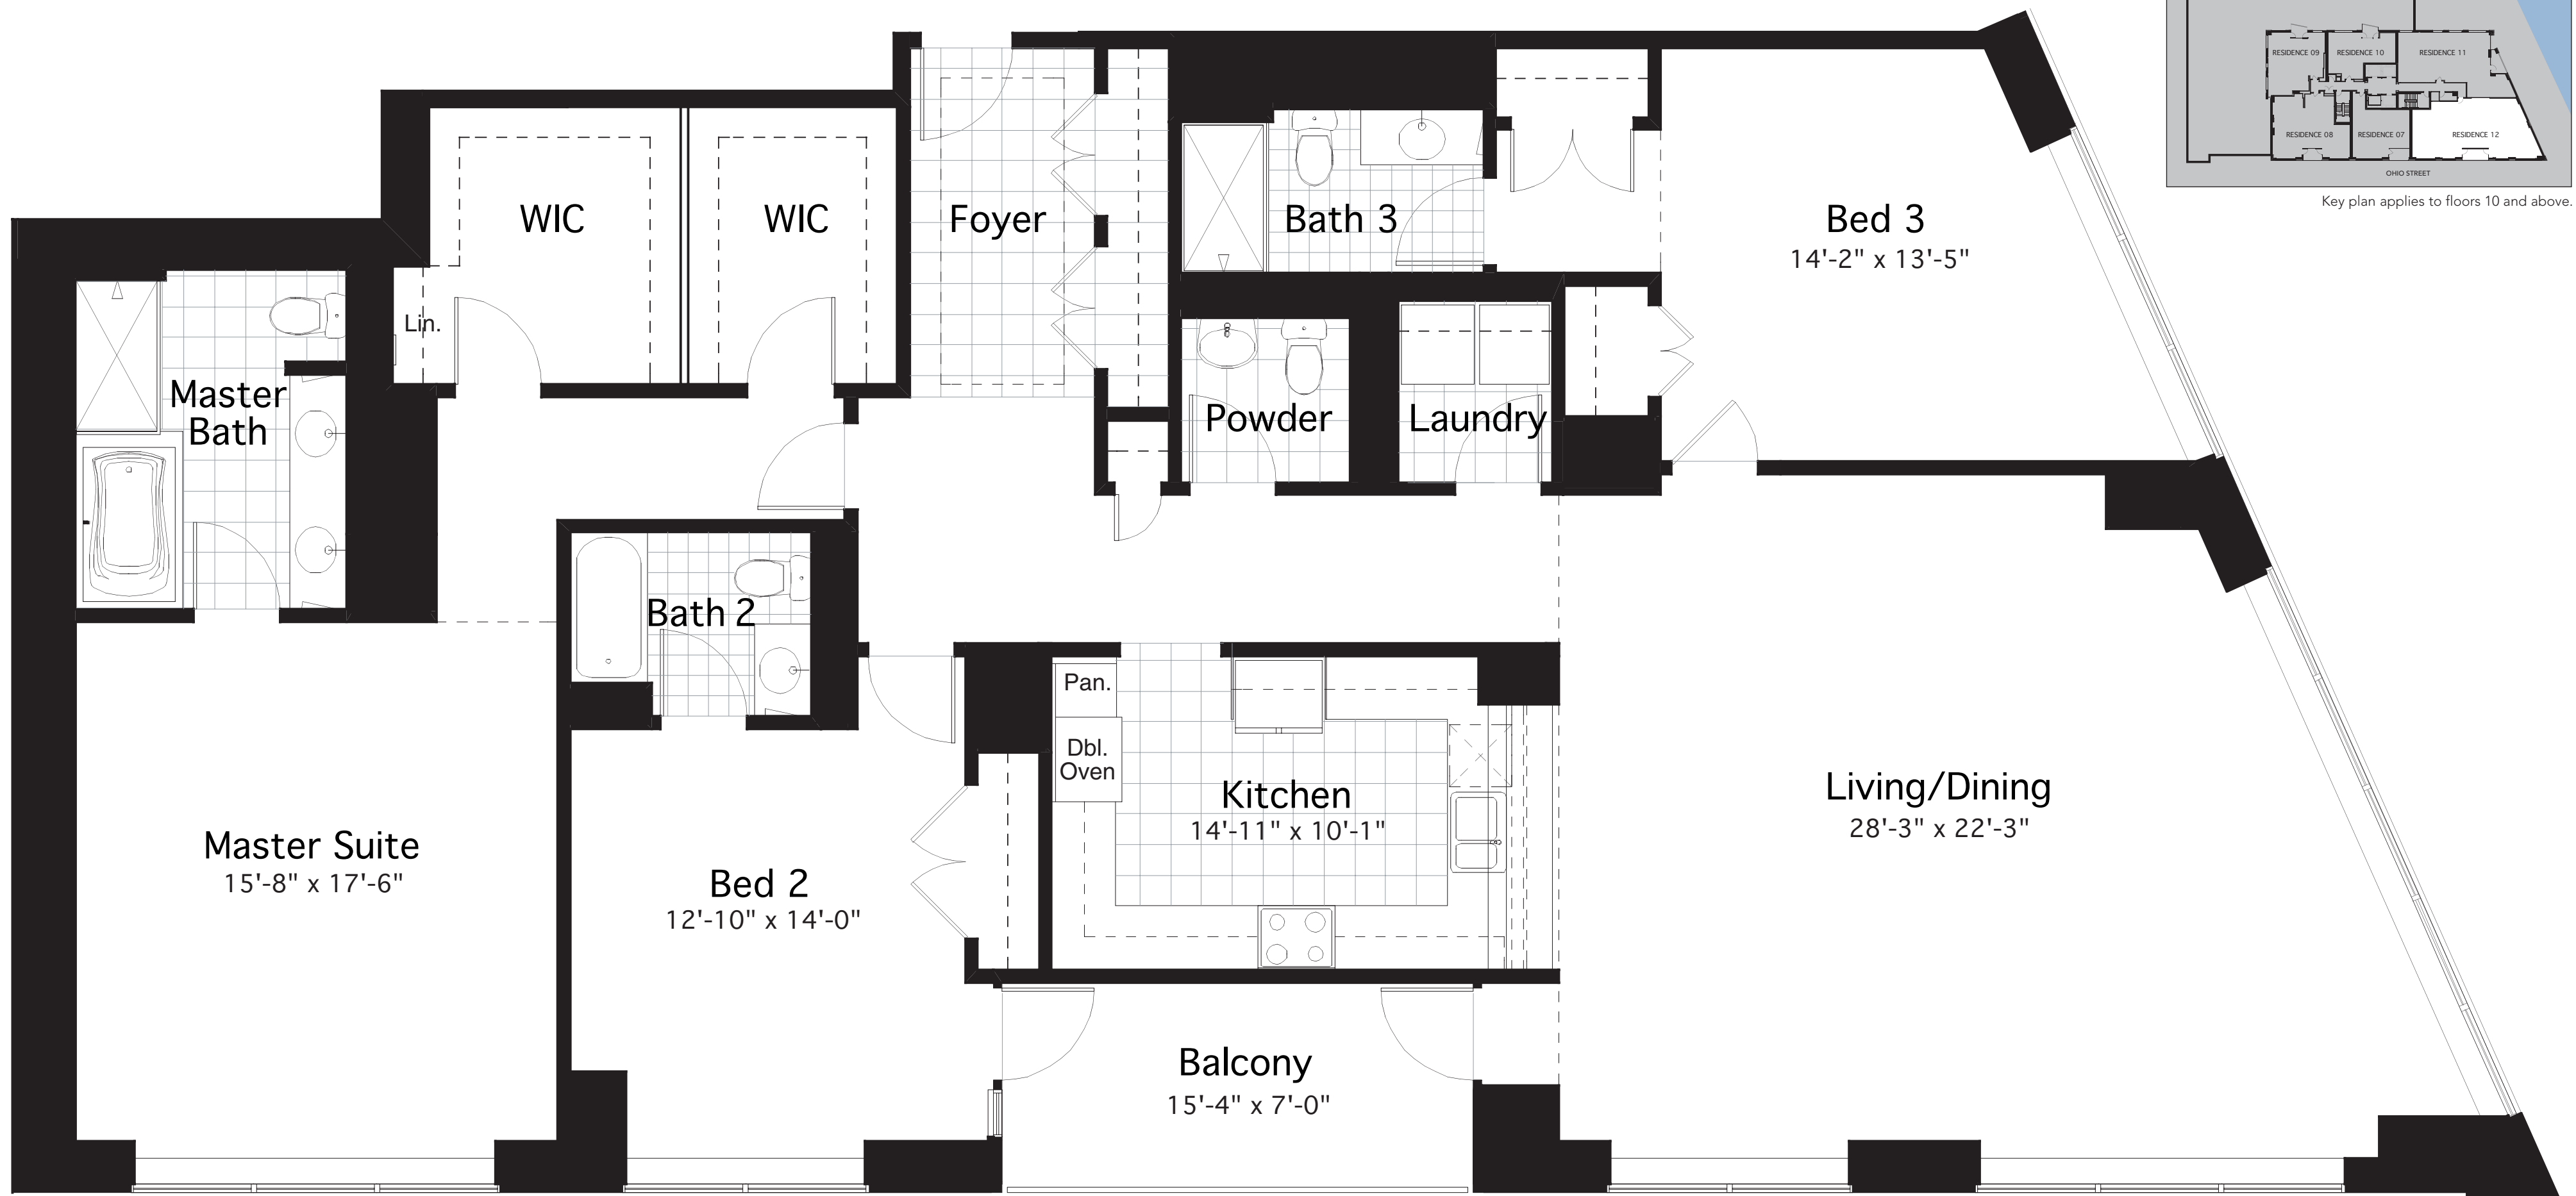 RESIDENCE 09
RESIDENCE 10
RESIDENCE 11
RESIDENCE 08
RESIDENCE 07
RESIDENCE 12
OHIO STREET
Key plan applies to floors 10 and above.
WIC
WIC
Foyer
Bath 3
Bed 3
14'-2" x 13'-5"
Lin.
Master
Bath
Powder
Laundry
Bath 2
Pan.
Dbl.
Oven
Kitchen
14'-11" x 10'-1"
Living/Dining
28'-3" x 22'-3"
Master Suite
15'-8" x 17'-6"
Bed 2
12'-10" x 14'-0"
Balcony
15'-4" x 7'-0"